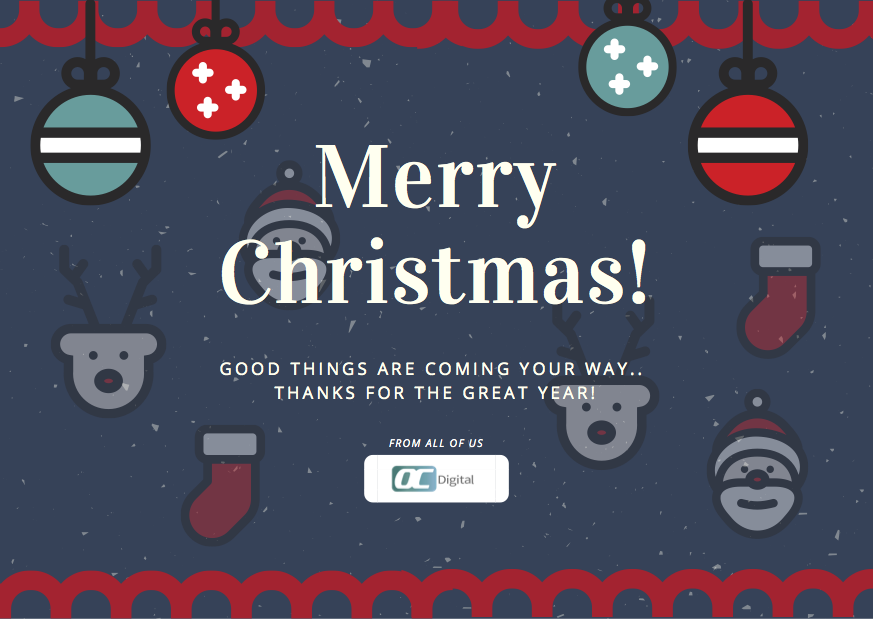 Merry
Christmas!
GOOD THINGS ARE COMING YOUR WAY..
THANKS FOR THE GREAT YEAR!
FROM ALL OF US
OC Digital